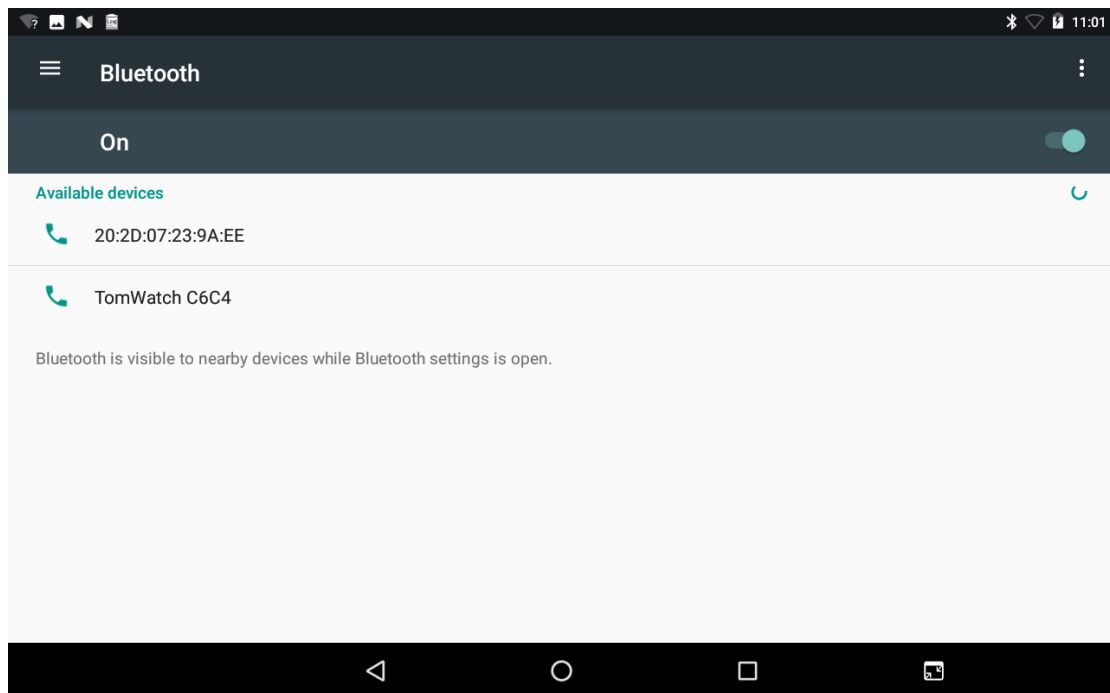 11:01
Bluetooth
On
Available devices
20:2D:07:23:9A:EE
TomWatch C6C4
Bluetooth is visible to nearby devices while Bluetooth settings is open.